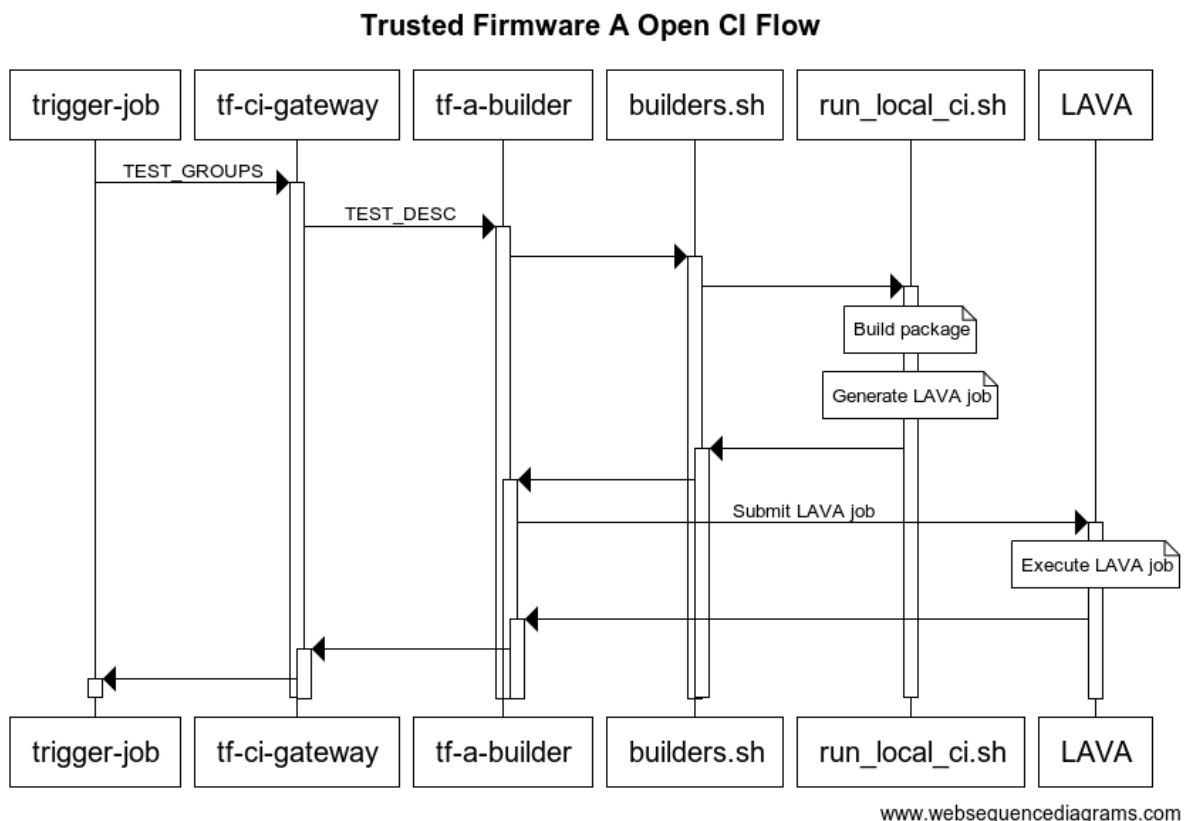 Trusted Firmware A Open CI Flow
trigger-job
tf-ci-gateway
tf-a-builder
builders.sh
run_local_ci.sh
LAVA
TEST_GROUPS
TEST_DESC
Build package
Generate LAVA job
Submit LAVA job
Execute LAVA job
trigger-job
tf-ci-gateway
tf-a-builder
builders.sh
run_local_ci.sh
LAVA
www.websequencediagrams.com